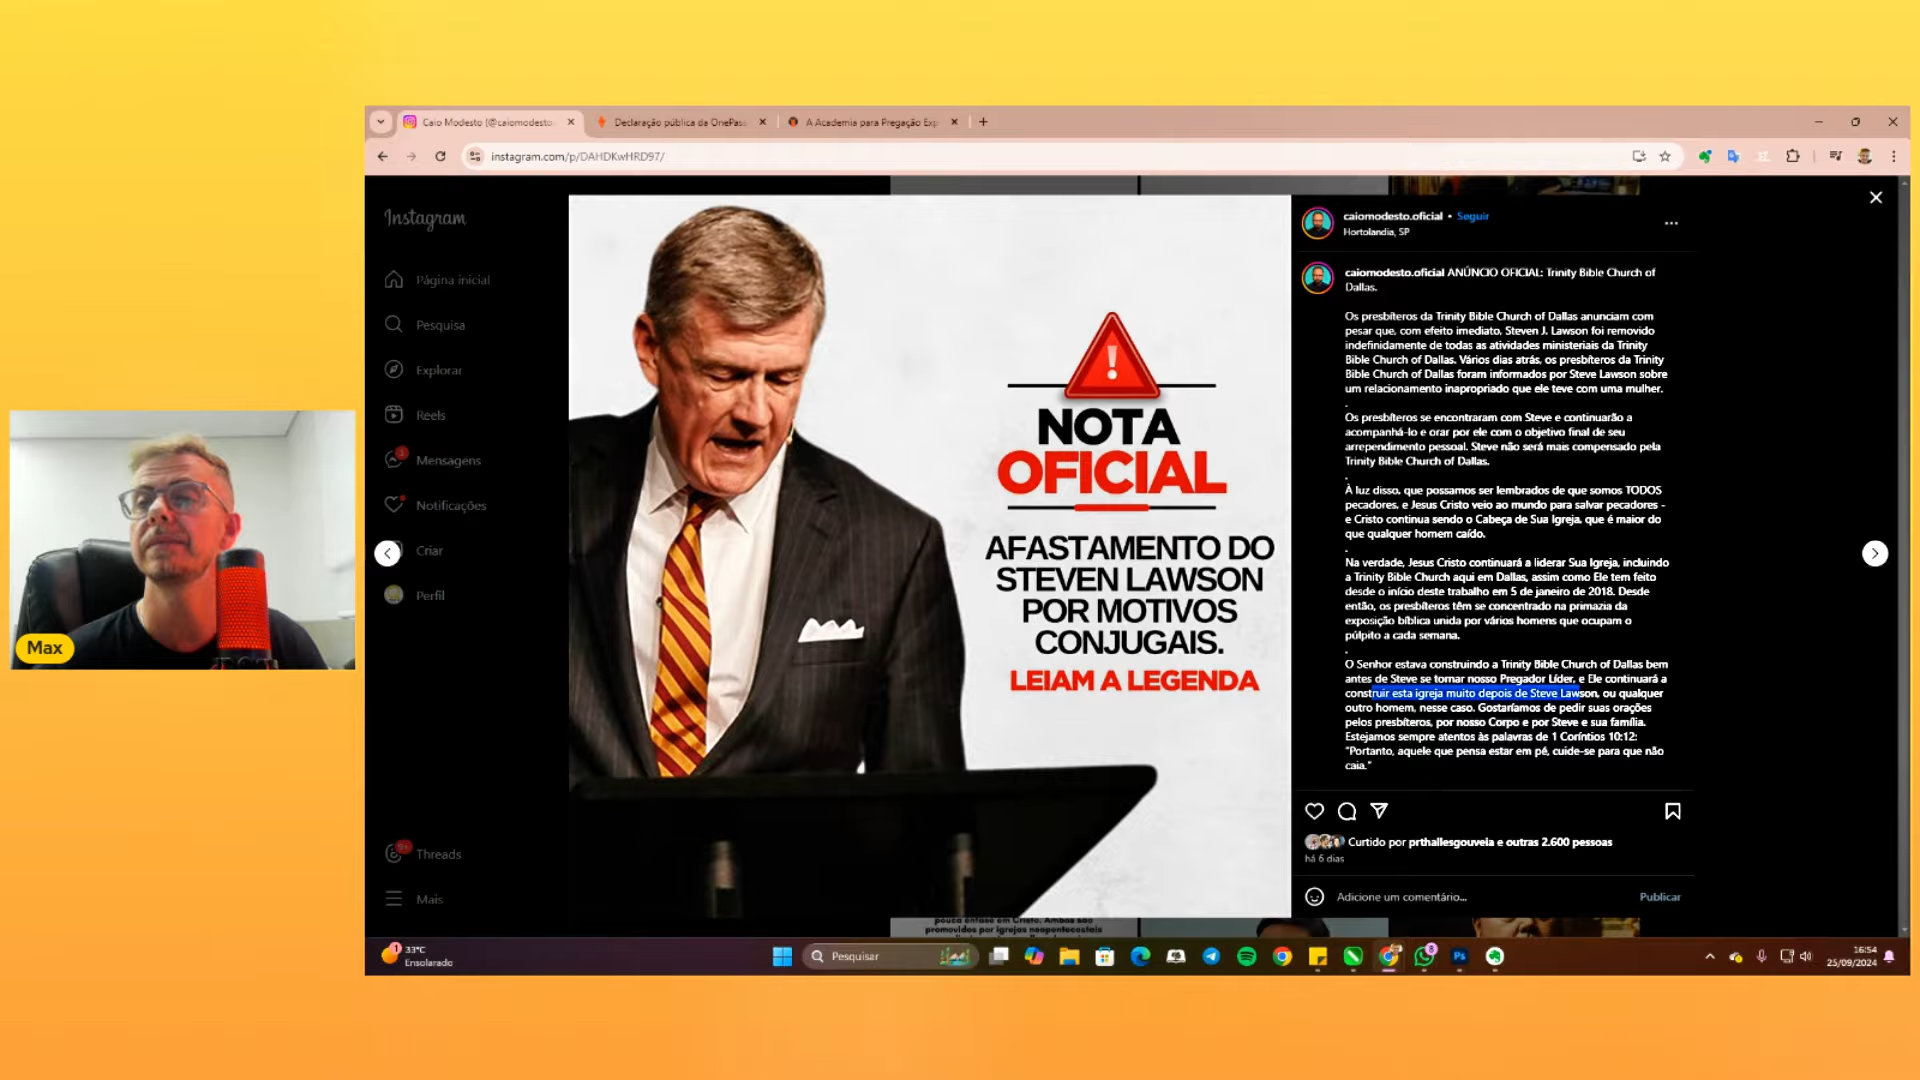 Caio Modesto (@caiomodesto
Declaração pública da OnePass
A Academia para Pregação Exp
instagram.com/p/DAHDKwHRD97/
Instagram
Página inicial
Pesquisa
Explorar
Reels
Mensagens
Notificações
Criar
Perfil
Threads
Mais
Max
NOTA
OFICIAL
AFASTAMENTO DO
STEVEN LAWSON
POR MOTIVOS
CONJUGAIS.
LEIAM A LEGENDA
caiomodesto.oficial • Seguir
Hortolandia, SP
caiomodesto.oficial ANÚNCIO OFICIAL: Trinity Bible Church of
Dallas.
Os presbíteros da Trinity Bible Church of Dallas anunciam com
pesar que, com efeito imediato, Steven J. Lawson foi removido
indefinidamente de todas as atividades ministeriais da Trinity
Bible Church of Dallas. Vários dias atrás, os presbíteros da Trinity
Bible Church of Dallas foram informados por Steve Lawson sobre
um relacionamento inapropriado que ele teve com uma mulher.
.
Os presbíteros se encontraram com Steve e continuarão a
acompanhá-lo e orar por ele com o objetivo final de seu
arrependimento pessoal. Steve não será mais compensado pela
Trinity Bible Church of Dallas.
.
À luz disso, que possamos ser lembrados de que somos TODOS
pecadores, e Jesus Cristo veio ao mundo para salvar pecadores -
e Cristo continua sendo o Cabeça de Sua Igreja, que é maior do
que qualquer homem caído.
.
Na verdade, Jesus Cristo continuará a liderar Sua Igreja, incluindo
a Trinity Bible Church aqui em Dallas, assim como Ele tem feito
desde o início deste trabalho em 5 de janeiro de 2018. Desde
então, os presbíteros têm se concentrado na primazia da
exposição bíblica unida por vários homens que ocupam o
púlpito a cada semana.
.
O Senhor estava construindo a Trinity Bible Church of Dallas bem
antes de Steve se tornar nosso Pregador Líder, e Ele continuará a
construir esta igreja muito depois de Steve Lawson, ou qualquer
outro homem, nesse caso. Gostaríamos de pedir suas orações
pelos presbíteros, por nosso Corpo e por Steve e sua família.
Estejamos sempre atentos às palavras de 1 Coríntios 10:12:
"Portanto, aquele que pensa estar em pé, cuide-se para que não
caia."
Curtido por prthallesgouveia e outras 2.600 pessoas
há 6 dias
Adicione um comentário...
Publicar
pouca ênfase em Cristo. Ambos são
promovidos por igrejas neopentecostais
33°C
Ensolarado
Pesquisar
Ps
16:54
25/09/2024